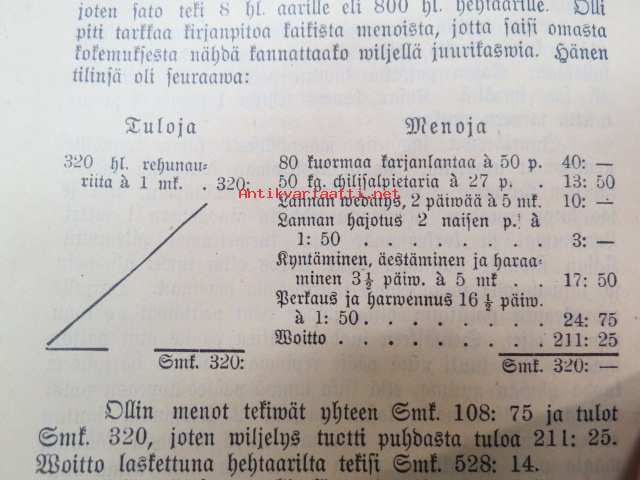 joten sato teki 8 hl. aarille eli 800 hl. hehtaarille. Olli
piti tarkkaa kirjanpitoa kaikista menoista, jotta saisi omasta
kokemuksesta nähdä kannattaako wiljellä juurikaswia. Hänen
tilinsä oli seuraawa:
Tuloja
320 hl. rehunau-
riita à 1 mk. . 320:
Smk. 320:
Menoja
80 kuormaa karjanlantaa à 50 p. 40: —
50 kg. chilisalpietaria à 27 p. . 13: 50
Lannan wedätys, 2 päiwää à 5 mk. 10: —
Lannan hajotus 2 naisen p. à
1: 50 . . . . . . . . 3: —
Kyntäminen, äestäminen ja haraa-
minen 3 ½ päiw. à 5 mk . . 17: 50
Perkaus ja harwennus 16 ½ päiw.
à 1: 50 . . . . . . . . 24: 75
Woitto . . . . . . . . 211: 25
Smk. 320: —
Antikvariaatti.net
Ollin menot tekiwät yhteen Smk. 108: 75 ja tulot
Smk. 320, joten wiljelys tuotti puhdasta tuloa 211: 25.
Woitto laskettuna hehtaarilta tekisi Smk. 528: 14.